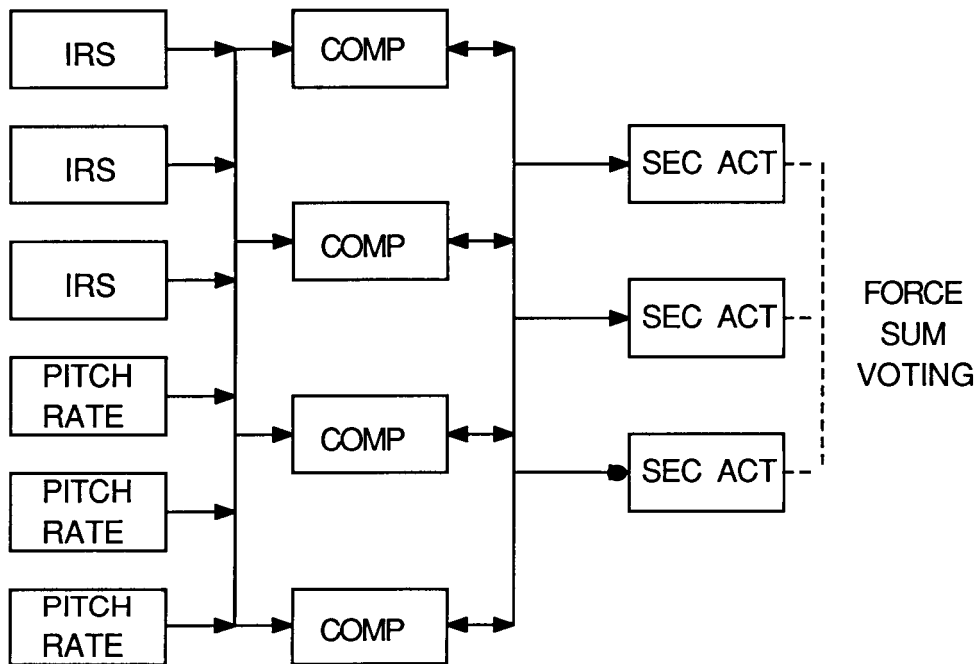 IRS
IRS
IRS
PITCH
RATE
PITCH
RATE
PITCH
RATE
COMP
COMP
COMP
COMP
SEC ACT
SEC ACT
SEC ACT
FORCE
SUM
VOTING